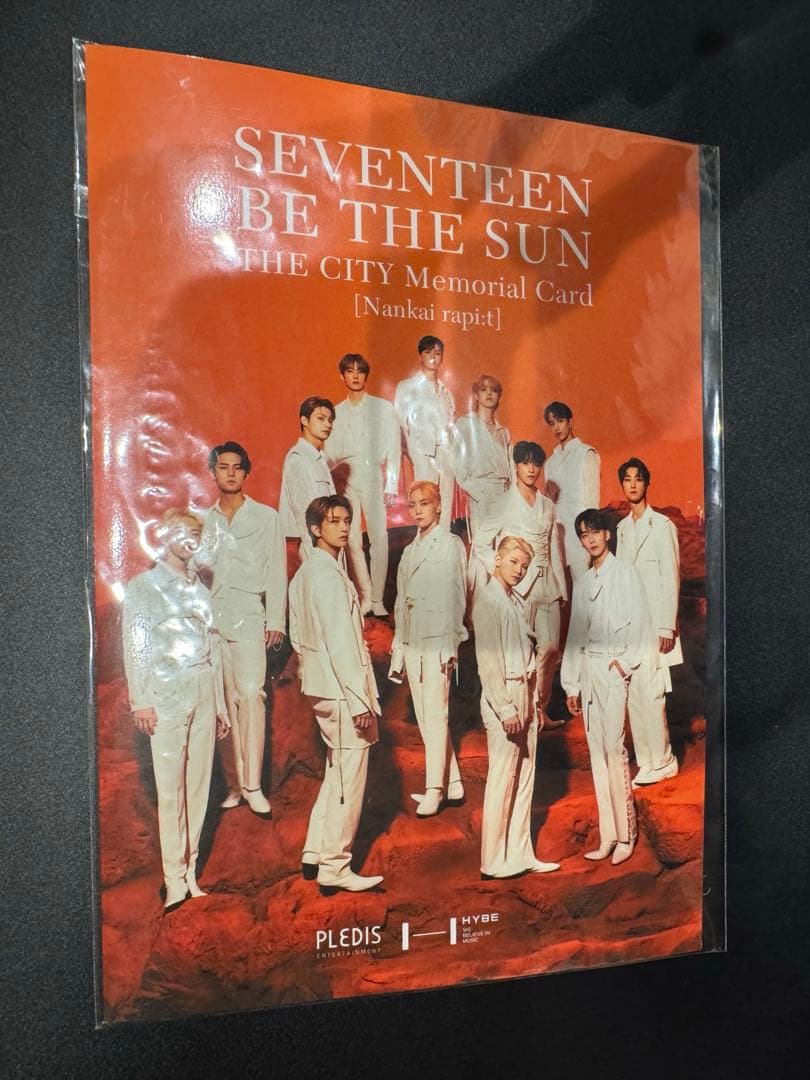 SEVENTEEN
BE THE SUN
THE CITY Memorial Card
[Nankai rapi:t]
PLEDIS
ENTERTAINMENT
HYBE
WE
BELIEVE IN
MUSIC